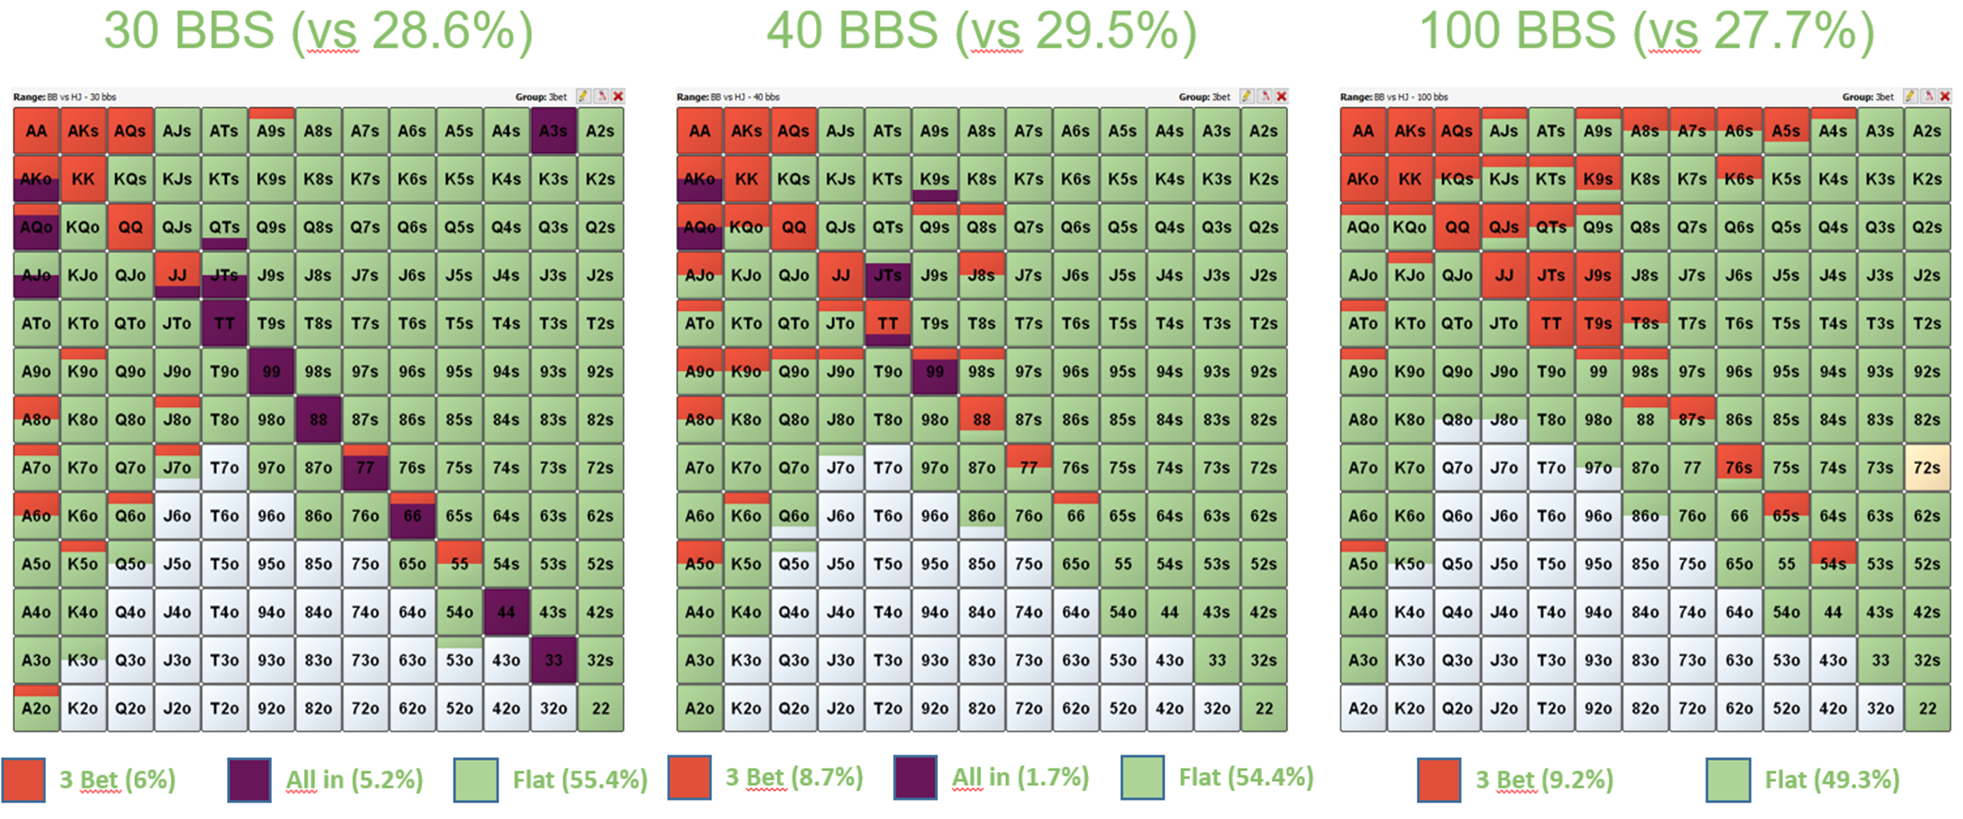 30 BBS (vs 28.6%)
40 BBS (vs 29.5%)
100 BBS (vs 27.7%)
Range: BB vs HJ - 30 bbs Group: 3bet
AA AKs AQs AJs ATs A9s A8s A7s A6s A5s A4s A3s A2s
AKo KK KQs KJs KTs K9s K8s K7s K6s K5s K4s K3s K2s
AQo KQo QQ QJs QTs Q9s Q8s Q7s Q6s Q5s Q4s Q3s Q2s
AJo KJo QJo JJ JTs J9s J8s J7s J6s J5s J4s J3s J2s
ATo KTo QTo JTo TT T9s T8s T7s T6s T5s T4s T3s T2s
A9o K9o Q9o J9o T9o 99 98s 97s 96s 95s 94s 93s 92s
A8o K8o Q8o J8o T8o 98o 88 87s 86s 85s 84s 83s 82s
A7o K7o Q7o J7o T7o 97o 87o 77 76s 75s 74s 73s 72s
A6o K6o Q6o J6o T6o 96o 86o 76o 66 65s 64s 63s 62s
A5o K5o Q5o J5o T5o 95o 85o 75o 65o 55 54s 53s 52s
A4o K4o Q4o J4o T4o 94o 84o 74o 64o 54o 44 43s 42s
A3o K3o Q3o J3o T3o 93o 83o 73o 63o 53o 43o 33 32s
A2o K2o Q2o J2o T2o 92o 82o 72o 62o 52o 42o 32o 22
3 Bet (6%) All in (5.2%) Flat (55.4%)
Range: BB vs HJ - 40 bbs Group: 3bet
AA AKs AQs AJs ATs A9s A8s A7s A6s A5s A4s A3s A2s
AKo KK KQs KJs KTs K9s K8s K7s K6s K5s K4s K3s K2s
AQo KQo QQ QJs QTs Q9s Q8s Q7s Q6s Q5s Q4s Q3s Q2s
AJo KJo QJo JJ JTs J9s J8s J7s J6s J5s J4s J3s J2s
ATo KTo QTo JTo TT T9s T8s T7s T6s T5s T4s T3s T2s
A9o K9o Q9o J9o T9o 99 98s 97s 96s 95s 94s 93s 92s
A8o K8o Q8o J8o T8o 98o 88 87s 86s 85s 84s 83s 82s
A7o K7o Q7o J7o T7o 97o 87o 77 76s 75s 74s 73s 72s
A6o K6o Q6o J6o T6o 96o 86o 76o 66 65s 64s 63s 62s
A5o K5o Q5o J5o T5o 95o 85o 75o 65o 55 54s 53s 52s
A4o K4o Q4o J4o T4o 94o 84o 74o 64o 54o 44 43s 42s
A3o K3o Q3o J3o T3o 93o 83o 73o 63o 53o 43o 33 32s
A2o K2o Q2o J2o T2o 92o 82o 72o 62o 52o 42o 32o 22
3 Bet (8.7%) All in (1.7%) Flat (54.4%)
Range: BB vs HJ - 100 bbs Group: 3bet
AA AKs AQs AJs ATs A9s A8s A7s A6s A5s A4s A3s A2s
AKo KK KQs KJs KTs K9s K8s K7s K6s K5s K4s K3s K2s
AQo KQo QQ QJs QTs Q9s Q8s Q7s Q6s Q5s Q4s Q3s Q2s
AJo KJo QJo JJ JTs J9s J8s J7s J6s J5s J4s J3s J2s
ATo KTo QTo JTo TT T9s T8s T7s T6s T5s T4s T3s T2s
A9o K9o Q9o J9o T9o 99 98s 97s 96s 95s 94s 93s 92s
A8o K8o Q8o J8o T8o 98o 88 87s 86s 85s 84s 83s 82s
A7o K7o Q7o J7o T7o 97o 87o 77 76s 75s 74s 73s 72s
A6o K6o Q6o J6o T6o 96o 86o 76o 66 65s 64s 63s 62s
A5o K5o Q5o J5o T5o 95o 85o 75o 65o 55 54s 53s 52s
A4o K4o Q4o J4o T4o 94o 84o 74o 64o 54o 44 43s 42s
A3o K3o Q3o J3o T3o 93o 83o 73o 63o 53o 43o 33 32s
A2o K2o Q2o J2o T2o 92o 82o 72o 62o 52o 42o 32o 22
3 Bet (9.2%) Flat (49.3%)